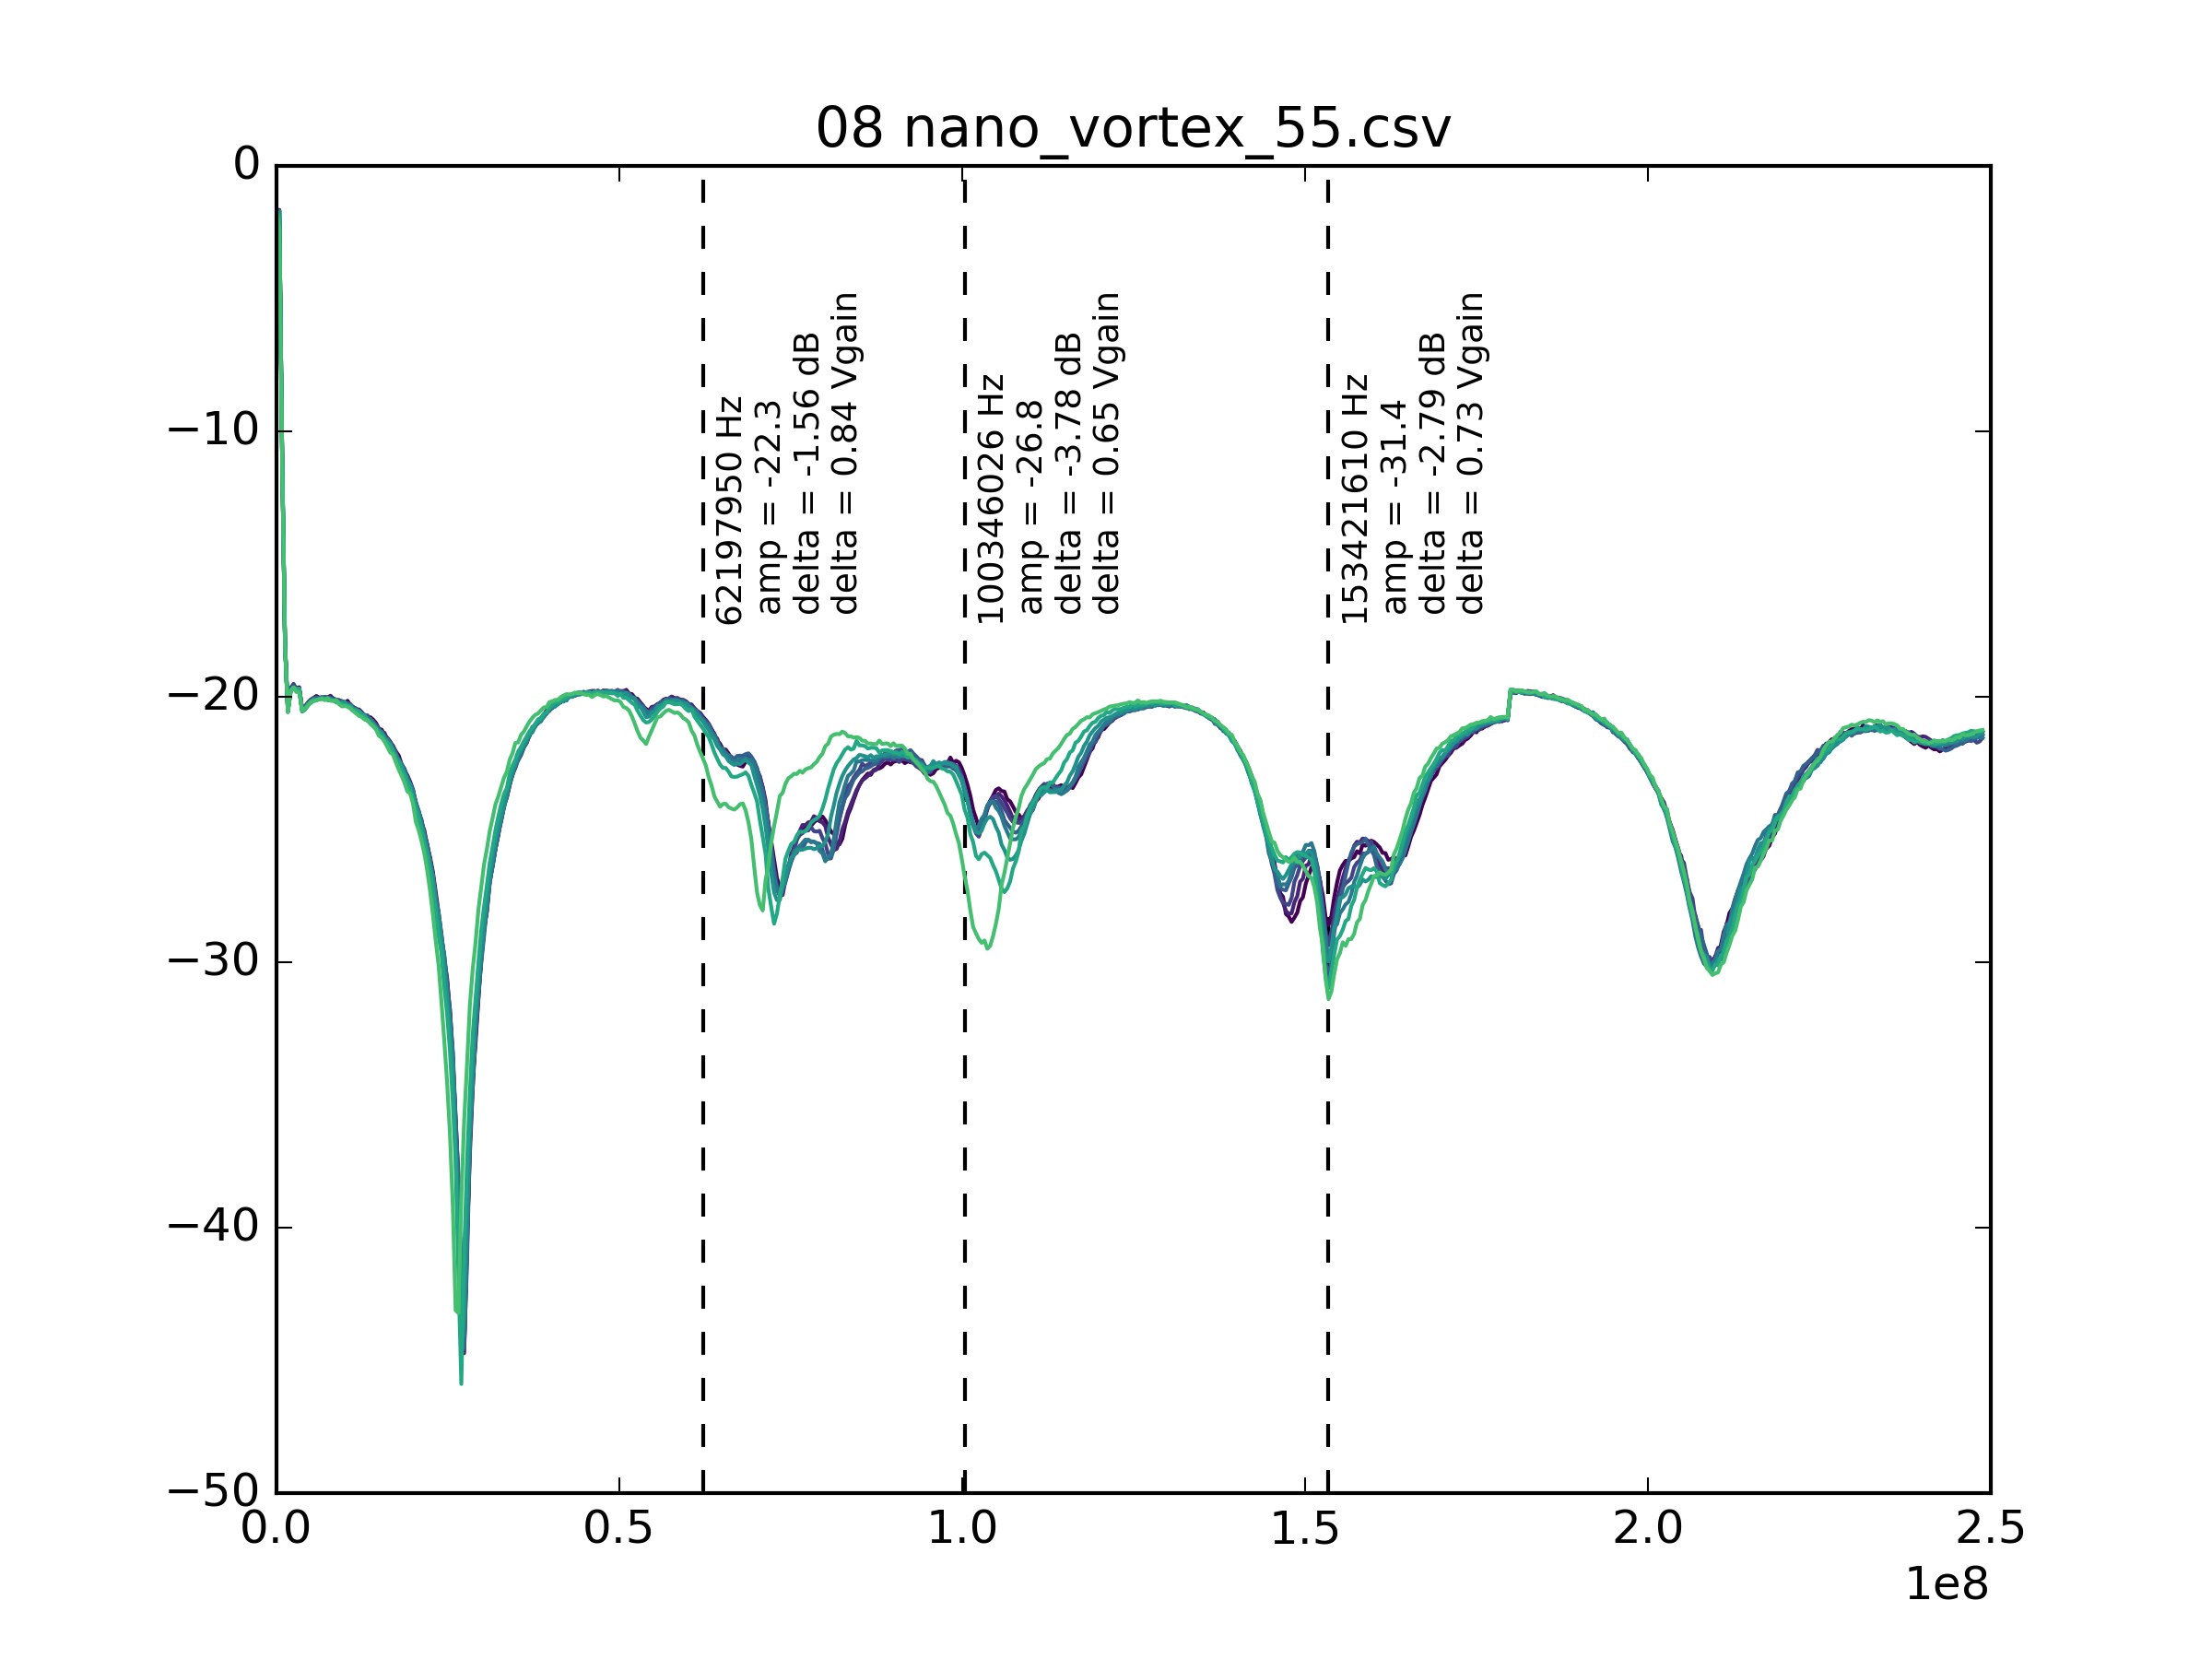 08 nano_vortex_55.csv
0
−10
−20
−30
−40
−50
62197950 Hz
amp = -22.3
delta = -1.56 dB
delta = 0.84 Vgain
100346026 Hz
amp = -26.8
delta = -3.78 dB
delta = 0.65 Vgain
153421610 Hz
amp = -31.4
delta = -2.79 dB
delta = 0.73 Vgain
0.0 0.5 1.0 1.5 2.0 2.5
1e8